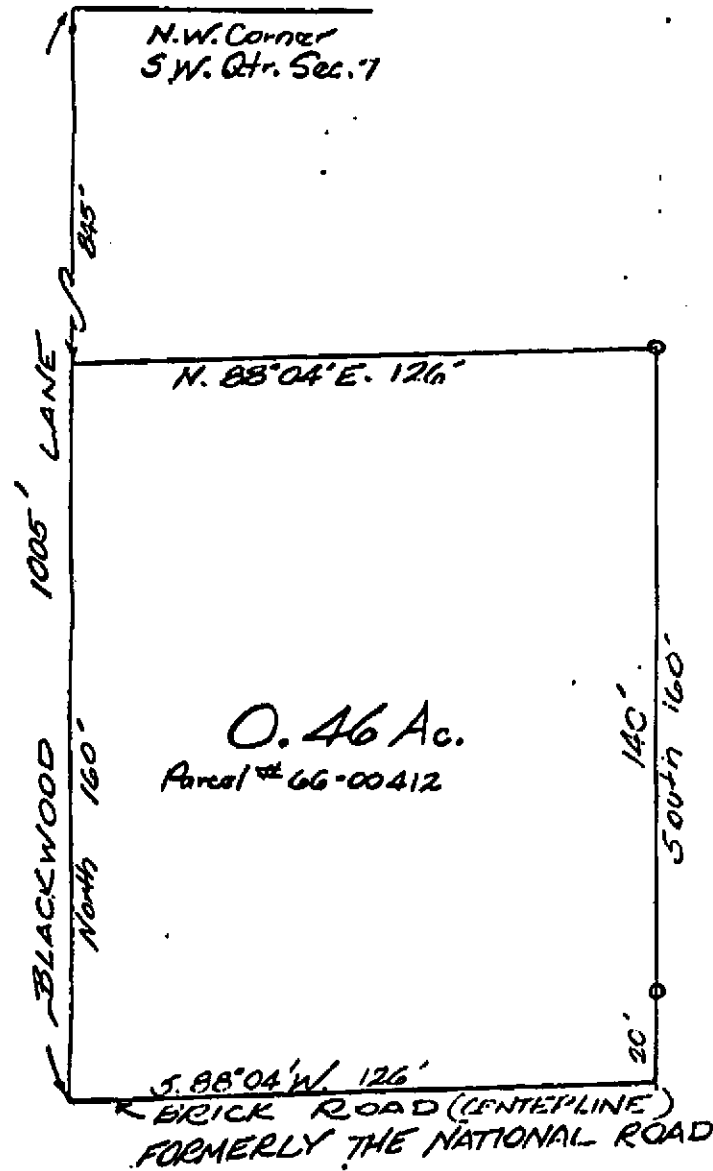 N.W. Corner
S.W. Qtr. Sec. 7
845'
N. 88°04' E. 126'
BLACKWOOD 1005' LANE
North 160'
0.46 Ac.
Parcel # 66-00412
140'
South 160'
20'
S. 88°04' W. 126'
BRICK ROAD (CENTERLINE)
FORMERLY THE NATIONAL ROAD